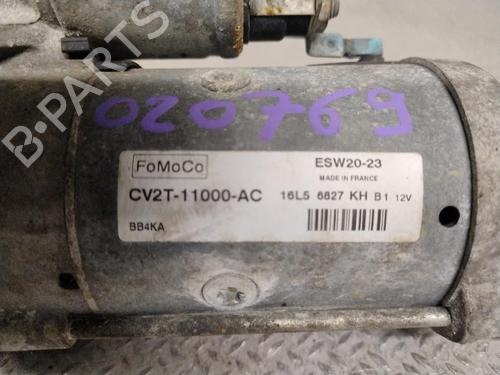 B-PARTS
020769
FoMoCo
ESW20-23
MADE IN FRANCE
CV2T-11000-AC
16L5 6827 KH B1 12V
BB4KA